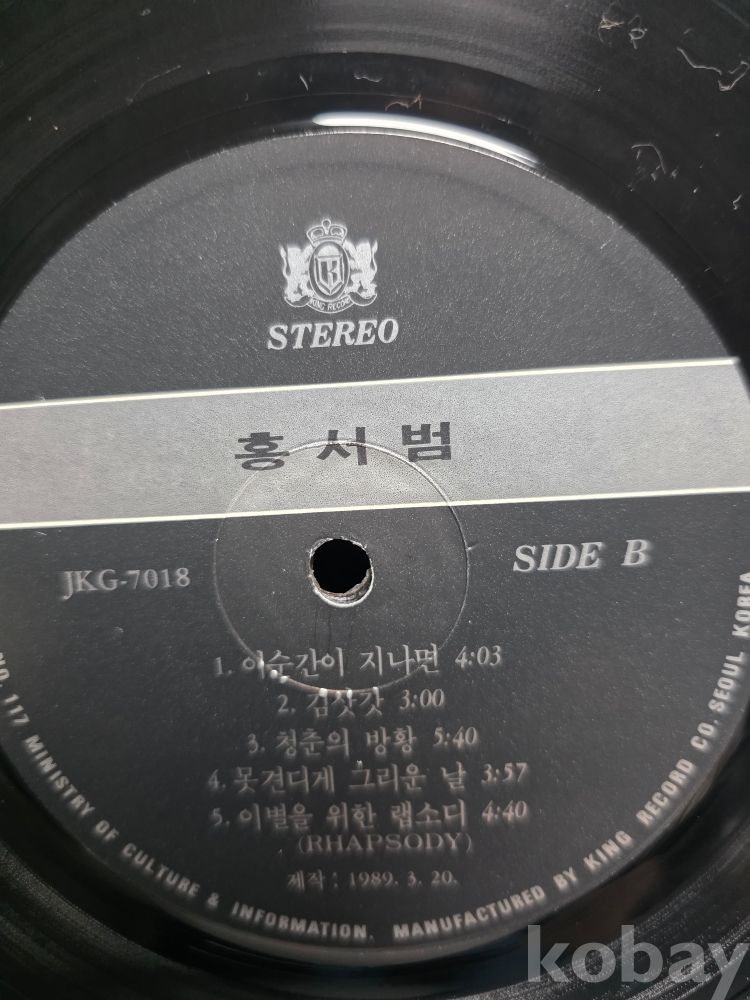 KING RECORD
STEREO
홍서범
JKG-7018
SIDE B
1. 이순간이 지나면 4:03
2. 김삿갓 3:00
3. 청춘의 방황 5:40
4. 못견디게 그리운 날 3:57
5. 이별을 위한 랩소디 4:40
(RHAPSODY)
제작 : 1989. 3. 20.
NO. 117 MINISTRY OF CULTURE & INFORMATION. MANUFACTURED BY KING RECORD CO. SEOUL KOREA
kobay